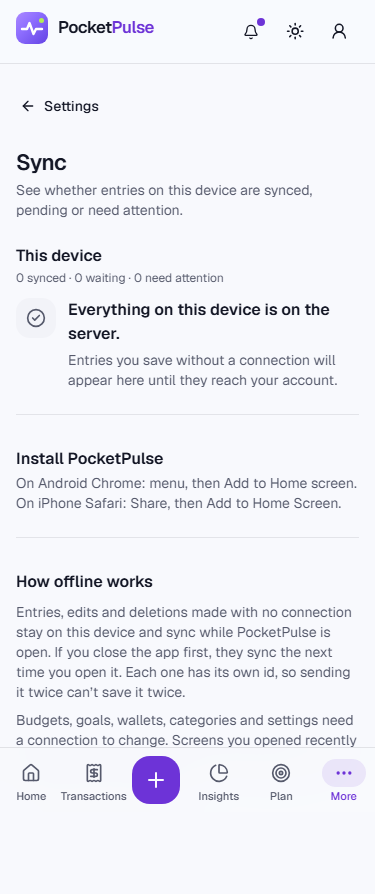 PocketPulse
Settings
Sync
See whether entries on this device are synced,
pending or need attention.
This device
0 synced · 0 waiting · 0 need attention
Everything on this device is on the
server.
Entries you save without a connection will
appear here until they reach your account.
Install PocketPulse
On Android Chrome: menu, then Add to Home screen.
On iPhone Safari: Share, then Add to Home Screen.
How offline works
Entries, edits and deletions made with no connection
stay on this device and sync while PocketPulse is
open. If you close the app first, they sync the next
time you open it. Each one has its own id, so sending
it twice can't save it twice.
Budgets, goals, wallets, categories and settings need
a connection to change. Screens you opened recently
Home
Transactions
Insights
Plan
More